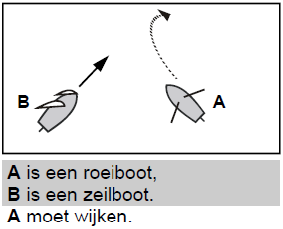 B
A
A is een roeiboot,
B is een zeilboot.
A moet wijken.